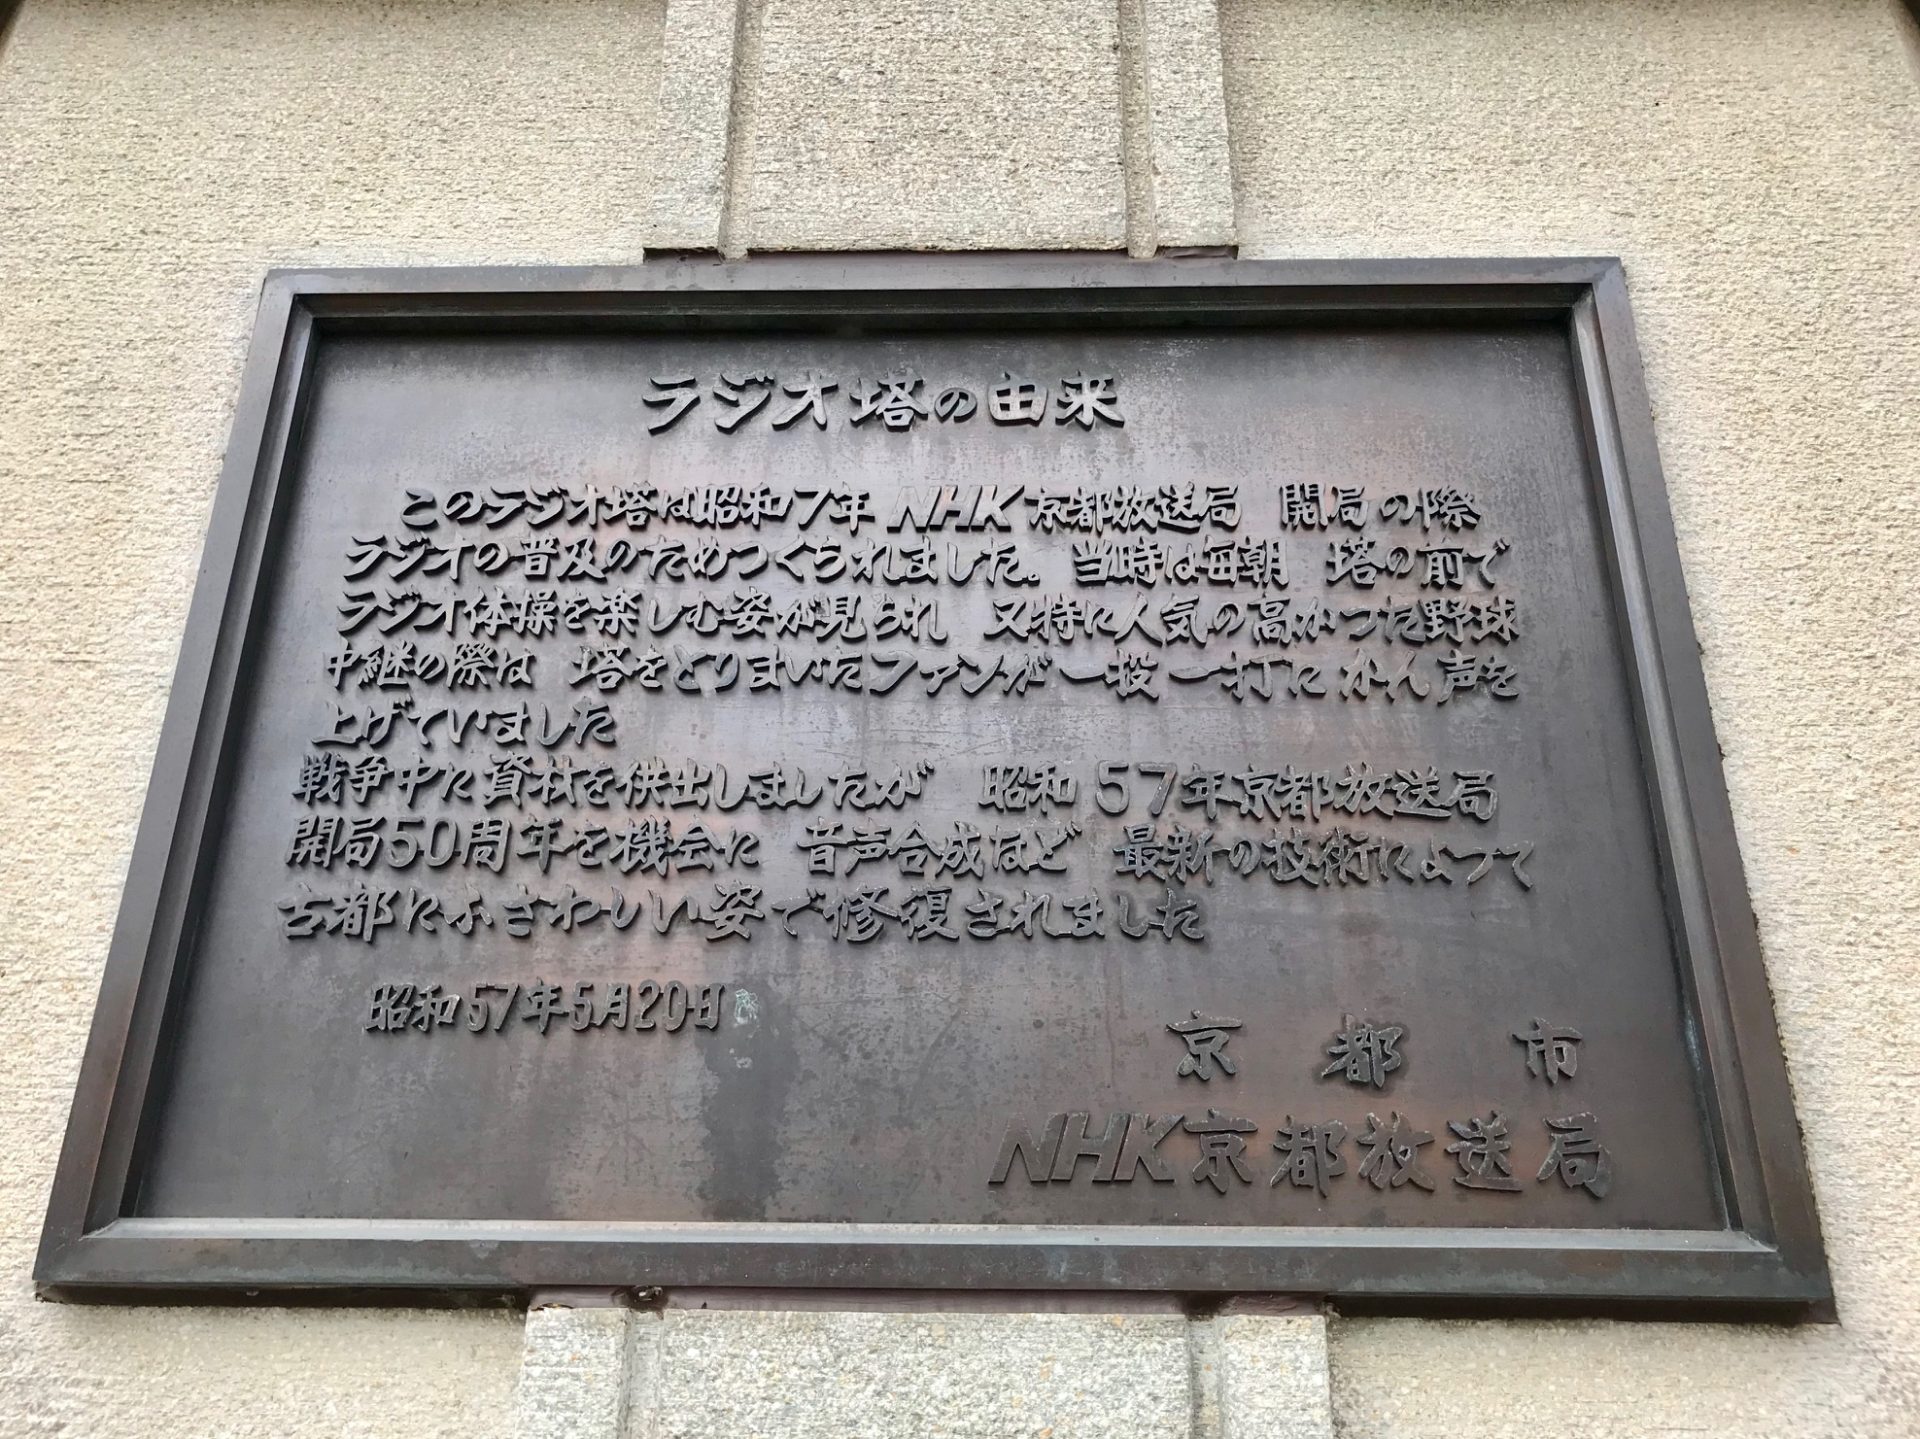 ラジオ塔の由来
このラジオ塔は昭和7年 NHK 京都放送局 開局の際
ラジオの普及のためつくられました。当時は毎朝 塔の前で
ラジオ体操を楽しむ姿が見られ 又特に人気の高かつた野球
中継の際は 塔をとりまいたファンが一投一打にかん声を
上げていました
戦争中に資材を供出しましたが 昭和57年京都放送局
開局50周年を機会に 音声合成など 最新の技術によつて
古都にふさわしい姿で修復されました
昭和57年5月20日
京都市
NHK京都放送局